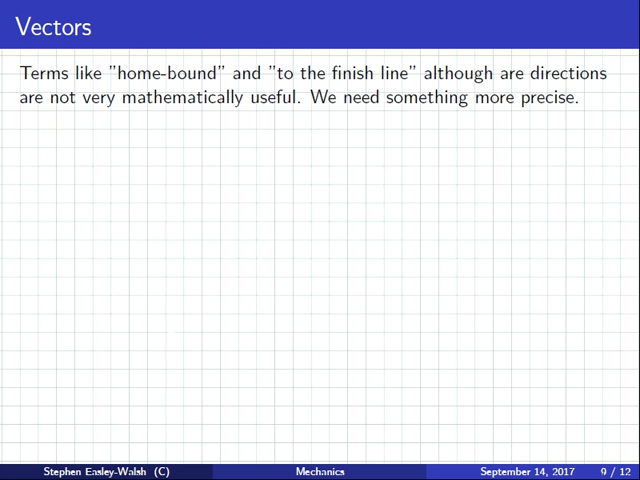 Vectors
Terms like ”home-bound” and ”to the finish line” although are directions
are not very mathematically useful. We need something more precise.
Stephen Easley-Walsh (C) Mechanics September 14, 2017 9 / 12